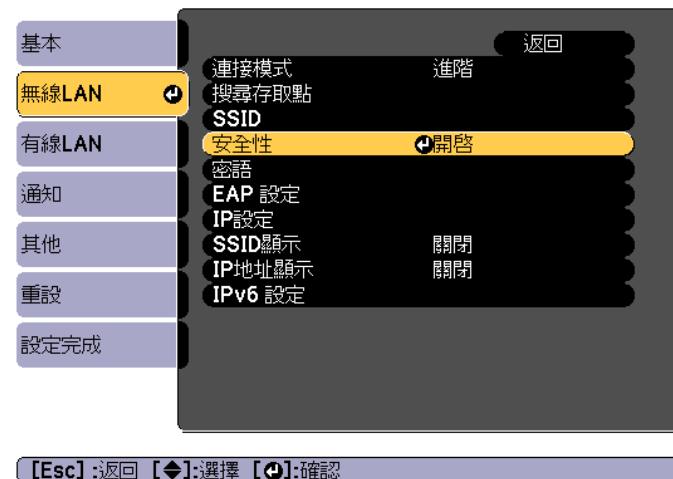 基本
無線LAN
有線LAN
通知
其他
重設
設定完成
返回
連接模式 進階
搜尋存取點
SSID
安全性 開啓
密語
EAP 設定
IP設定
SSID顯示 關閉
IP地址顯示 關閉
IPv6 設定
[Esc] :返回 [◆]:選擇 [⏎]:確認